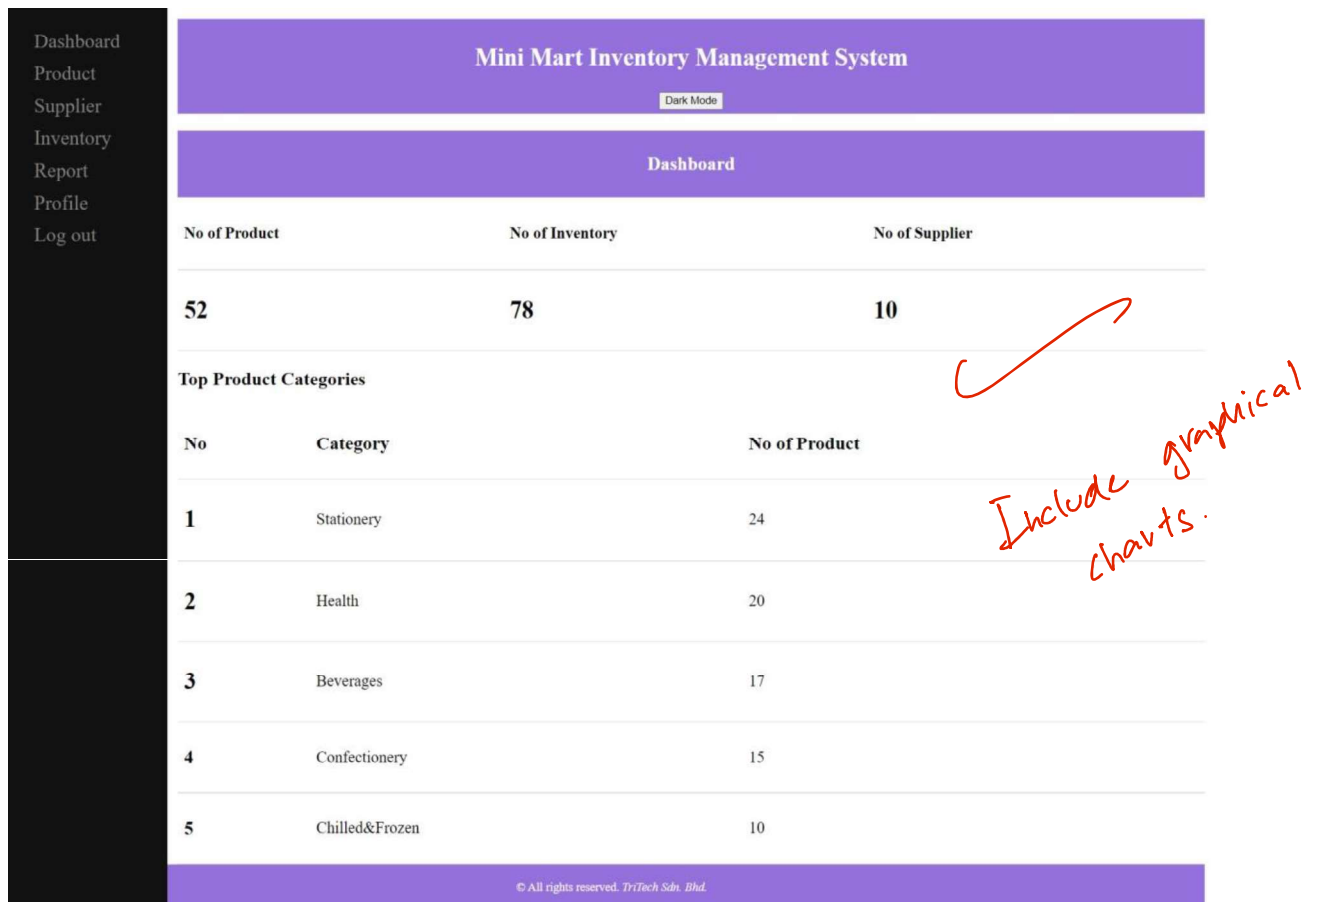 Dashboard
Product
Supplier
Inventory
Report
Profile
Log out
Mini Mart Inventory Management System
Dark Mode
Dashboard
No of Product No of Inventory No of Supplier
52 78 10
Top Product Categories
No Category No of Product
1 Stationery 24
2 Health 20
3 Beverages 17
4 Confectionery 15
5 Chilled&Frozen 10
Include graphical
charts.
© All rights reserved. TriTech Sdn. Bhd.